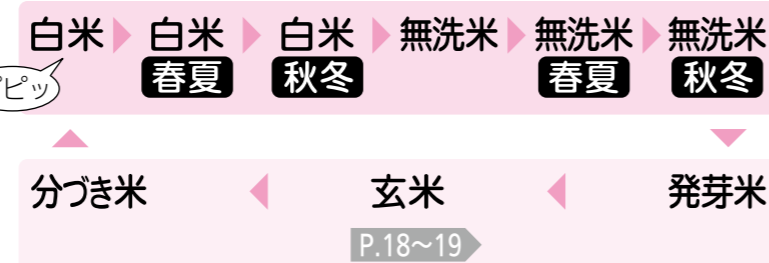 白米 白米 白米 無洗米 無洗米 無洗米
春夏 秋冬 春夏 秋冬
ピッ
分づき米 玄米 発芽米
P.18~19